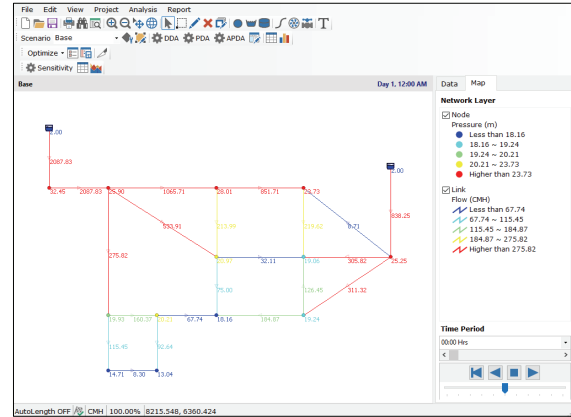 File Edit View Project Analysis Report
T
Scenario Base DDA PDA APDA
Optimize
Sensitivity
Base Day 1, 12:00 AM
2.00
2087.83
32.45 2087.83 25.90 1065.71 28.01 851.71 23.73
2.00
838.25
533.91 213.99 219.62 8.71
275.82
32.11 19.06 305.82 25.25
75.00 126.45 311.32
19.93 160.37 67.74 18.16 184.87 19.24
115.45 92.64
14.71 8.30 13.04
Data Map
Network Layer
Node
Pressure (m)
Less than 18.16
18.16 ~ 19.24
19.24 ~ 20.21
20.21 ~ 23.73
Higher than 23.73
Link
Flow (CMH)
Less than 67.74
67.74 ~ 115.45
115.45 ~ 184.87
184.87 ~ 275.82
Higher than 275.82
Time Period
00:00 Hrs
AutoLength OFF CMH 100.00% 8215.548, 6360.424